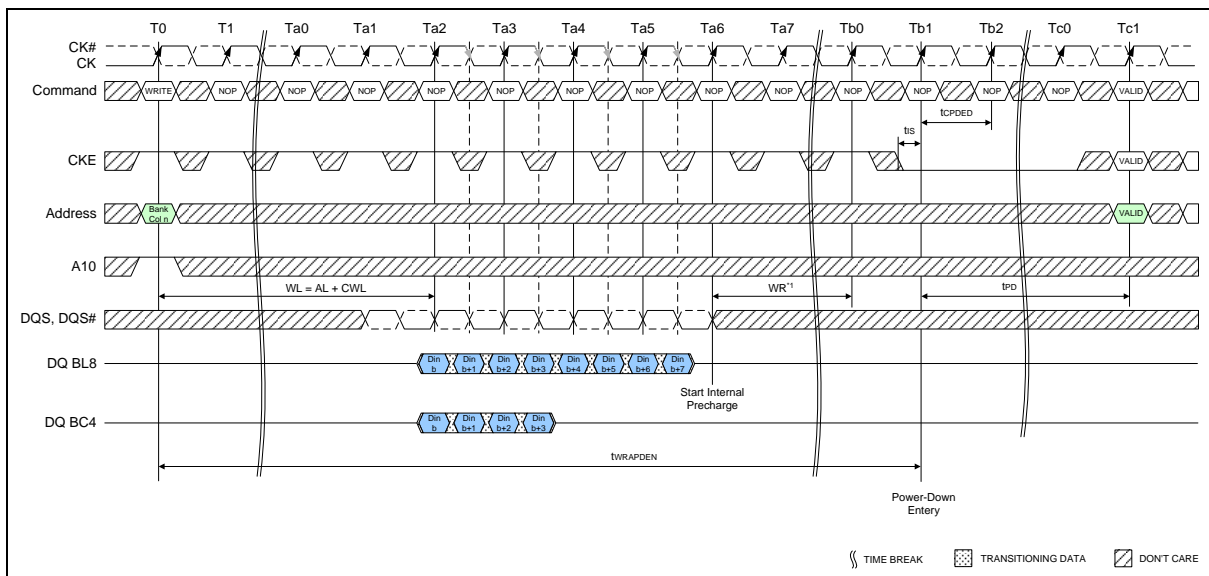 T0 T1 Ta0 Ta1 Ta2 Ta3 Ta4 Ta5 Ta6 Ta7 Tb0 Tb1 Tb2 Tc0 Tc1
CK#
CK
Command WRITE NOP NOP NOP NOP NOP NOP NOP NOP NOP NOP NOP NOP NOP VALID
tCPDED
tIS
CKE VALID
Address Bank Col n VALID
A10
WL = AL + CWL WR*1 tPD
DQS, DQS#
DQ BL8 Din b Din b+1 Din b+2 Din b+3 Din b+4 Din b+5 Din b+6 Din b+7
Start Internal
Precharge
DQ BC4 Din b Din b+1 Din b+2 Din b+3
tWRAPDEN
Power-Down
Entery
TIME BREAK TRANSITIONING DATA DON'T CARE